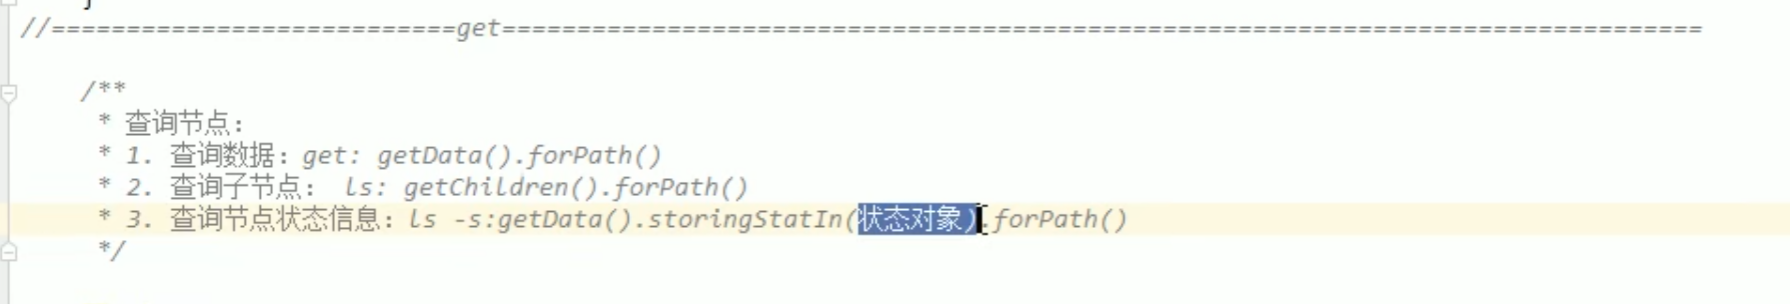 //===========================get================================================================================
/**
* 查询节点：
* 1. 查询数据：get: getData().forPath()
* 2. 查询子节点： ls: getChildren().forPath()
* 3. 查询节点状态信息：ls -s:getData().storingStatIn(状态对象).forPath()
*/